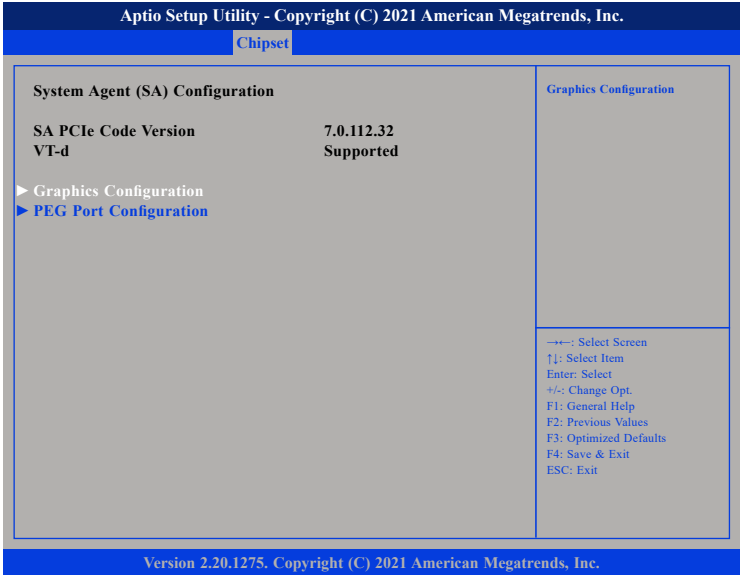 Aptio Setup Utility - Copyright (C) 2021 American Megatrends, Inc.
Chipset
System Agent (SA) Configuration
SA PCIe Code Version 7.0.112.32
VT-d Supported
► Graphics Configuration
► PEG Port Configuration
Graphics Configuration
→←: Select Screen
↑↓: Select Item
Enter: Select
+/-: Change Opt.
F1: General Help
F2: Previous Values
F3: Optimized Defaults
F4: Save & Exit
ESC: Exit
Version 2.20.1275. Copyright (C) 2021 American Megatrends, Inc.